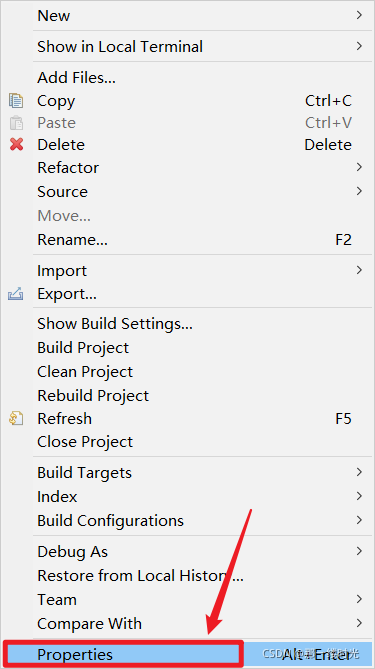 New
Show in Local Terminal
Add Files...
Copy Ctrl+C
Paste Ctrl+V
Delete Delete
Refactor
Source
Move...
Rename... F2
Import
Export...
Show Build Settings...
Build Project
Clean Project
Rebuild Project
Refresh F5
Close Project
Build Targets
Index
Build Configurations
Debug As
Restore from Local History...
Team
Compare With
Properties Alt+Enter
CSDN